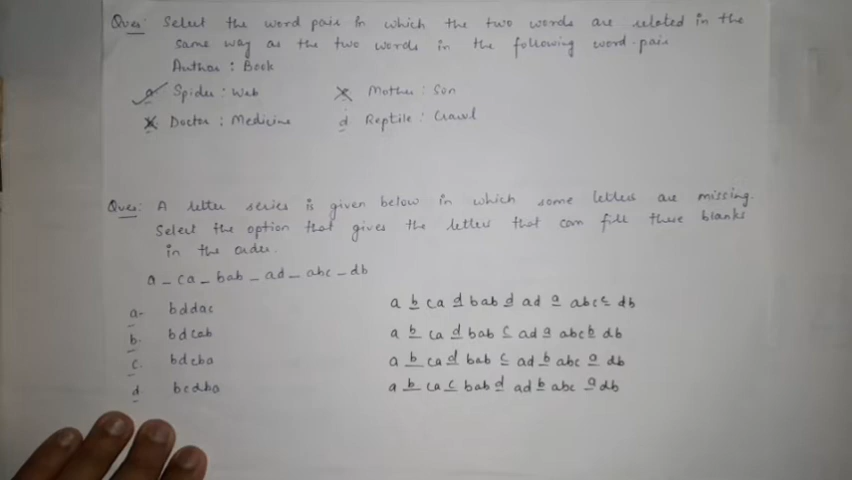 Ques: Select the word pair in which the two words are related in the
same way as the two words in the following word-pair
Author : Book
a Spider : Web
c Mother : Son
Doctor : Medicine
d Reptile : Crawl
Ques: A letter series is given below in which some letters are missing.
Select the option that gives the letters that can fill these blanks
in the order.
a _ ca _ bab _ ad _ abc _ db
a- bddac
a b ca d bab d ad a abc c db
b. bdcab
a b ca d bab c ad a abc b db
c. bdcba
a b ca d bab c ad b abc a db
d. bcdba
a b ca c bab d ad b abc a db